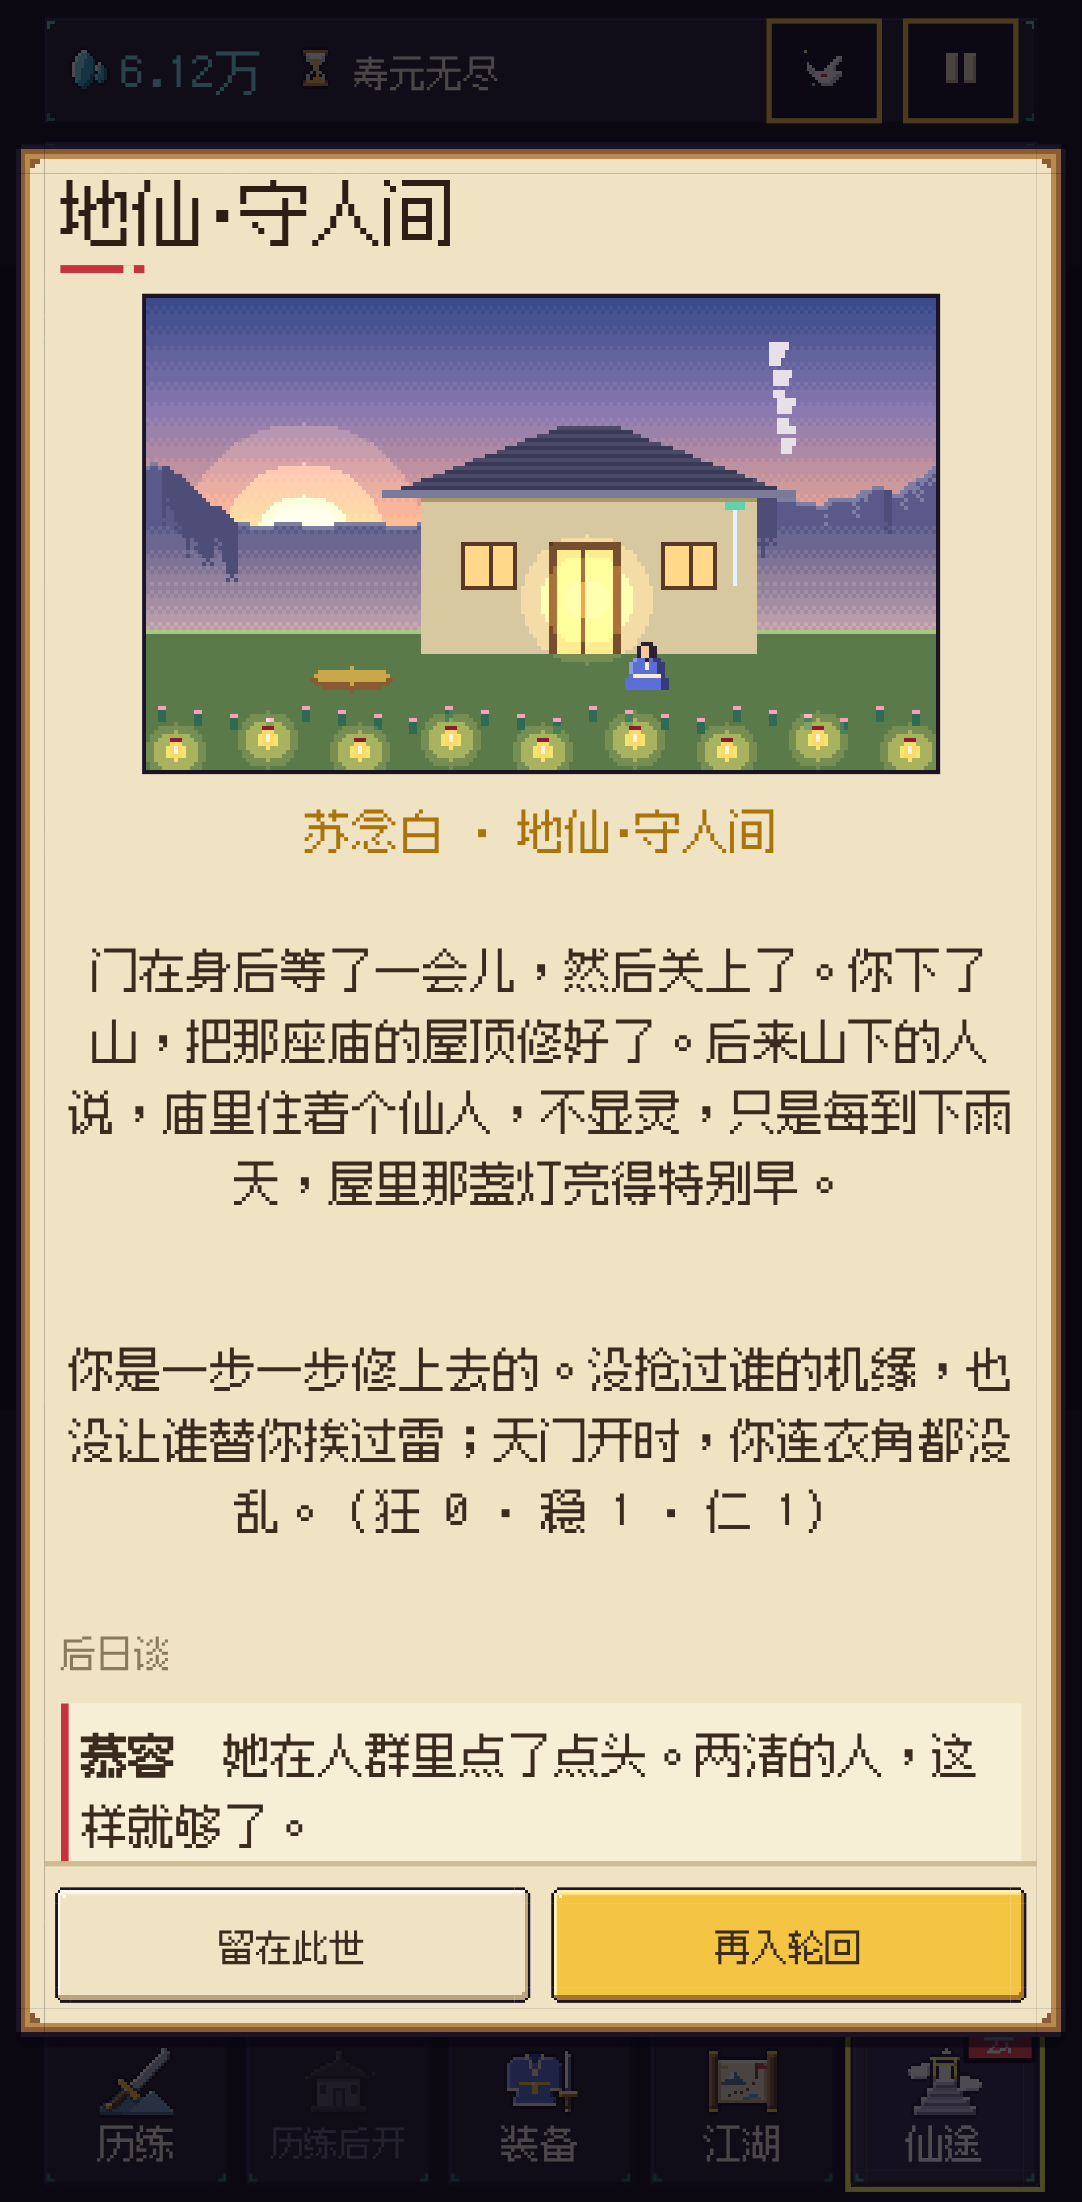 6.12万 寿元无尽
地仙·守人间
苏念白 · 地仙·守人间
门在身后等了一会儿，然后关上了。你下了
山，把那座庙的屋顶修好了。后来山下的人
说，庙里住着个仙人，不显灵，只是每到下雨
天，屋里那盏灯亮得特别早。
你是一步一步修上去的。没抢过谁的机缘，也
没让谁替你挨过雷；天门开时，你连衣角都没
乱。（狂 0 · 稳 1 · 仁 1）
后日谈
慕容 她在人群里点了点头。两清的人，这
样就够了。
留在此世 再入轮回
历练 历练后开 装备 江湖 仙途